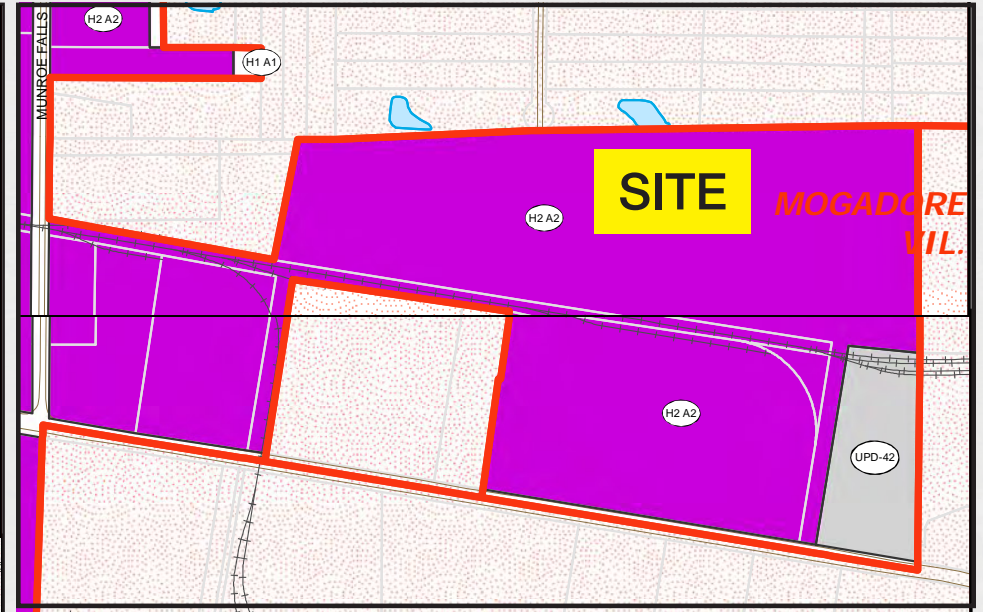 H2 A2
MUNROE FALLS
H1 A1
SITE
MOGADORE
VIL.
H2 A2
H2 A2
UPD-42